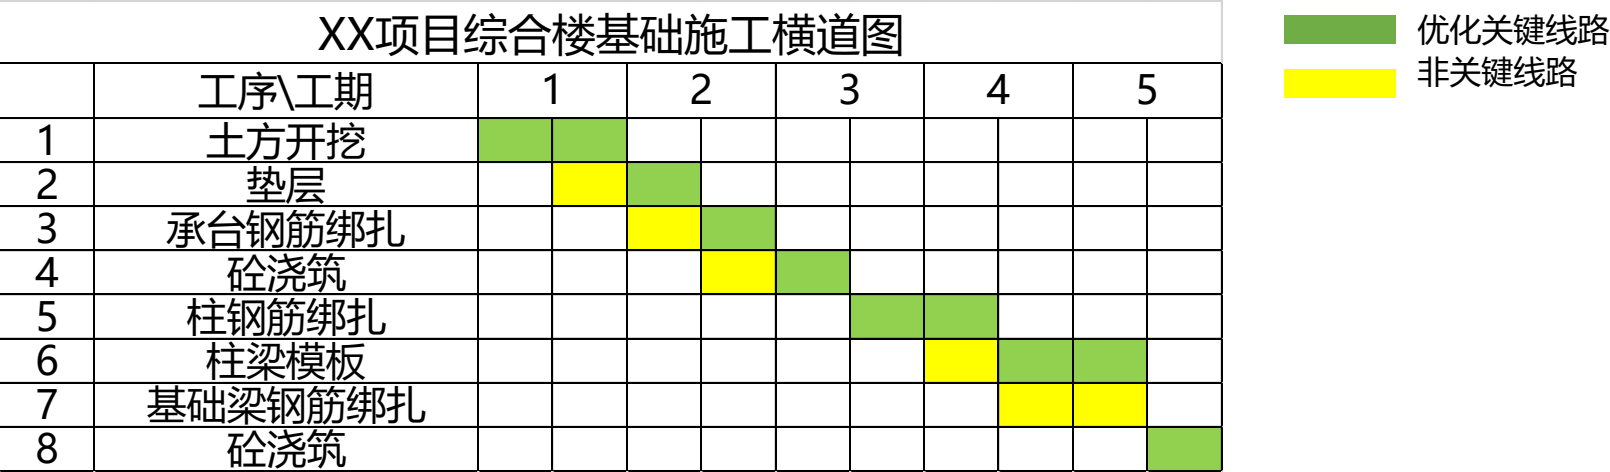 XX项目综合楼基础施工横道图
优化关键线路
非关键线路
工序\工期 1 2 3 4 5
1 土方开挖
2 垫层
3 承台钢筋绑扎
4 砼浇筑
5 柱钢筋绑扎
6 柱梁模板
7 基础梁钢筋绑扎
8 砼浇筑